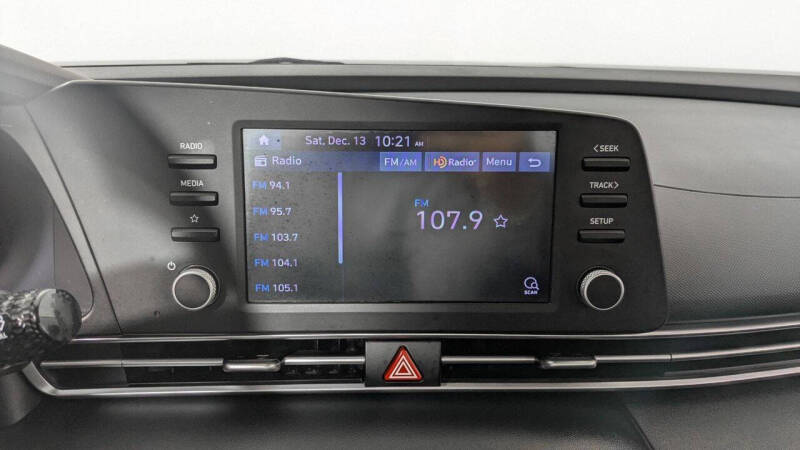 Sat, Dec. 13 10:21 AM
Radio FM/AM HD Radio Menu
FM 94.1
FM 95.7
FM 103.7
FM 104.1
FM 105.1
FM
107.9
SCAN
RADIO
MEDIA
<SEEK
TRACK>
SETUP